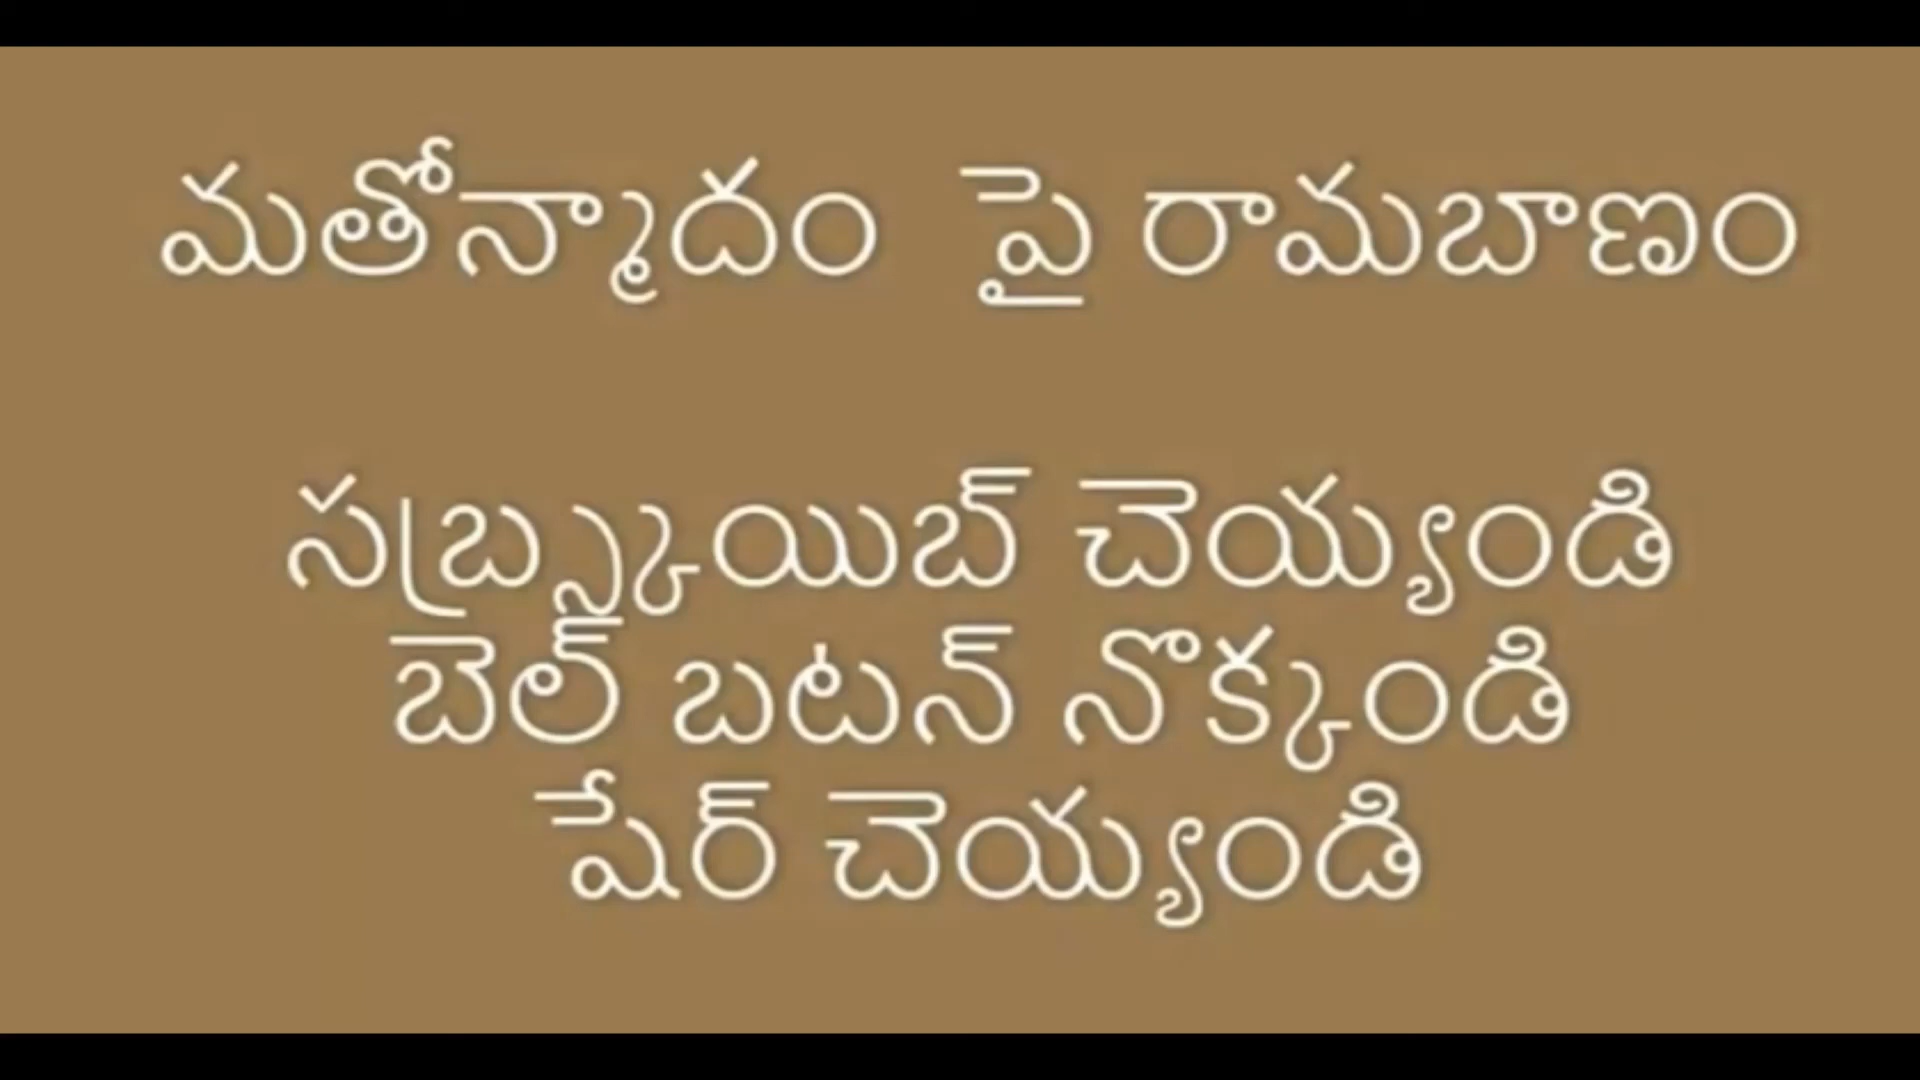 మతోన్మాదం పై రామబాణం
సబ్ర్స్క్రయిబ్ చెయ్యండి
బెల్ బటన్ నొక్కండి
షేర్ చెయ్యండి